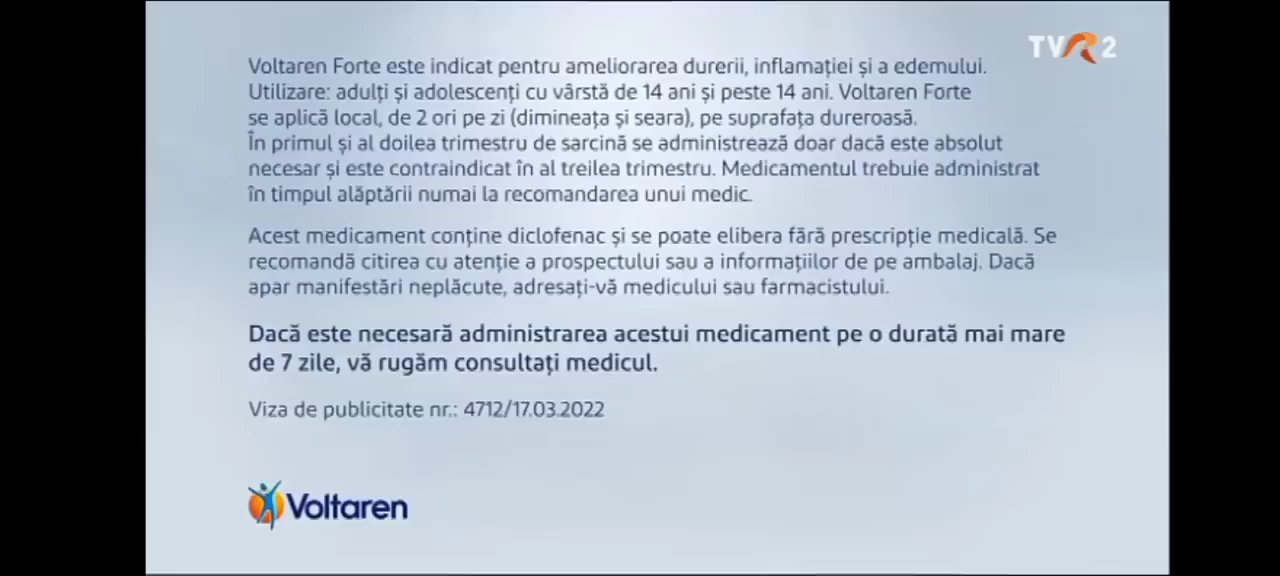 TVR 2
Voltaren Forte este indicat pentru ameliorarea durerii, inflamației și a edemului.
Utilizare: adulți și adolescenți cu vârstă de 14 ani și peste 14 ani. Voltaren Forte
se aplică local, de 2 ori pe zi (dimineața și seara), pe suprafața dureroasă.
În primul și al doilea trimestru de sarcină se administrează doar dacă este absolut
necesar și este contraindicat în al treilea trimestru. Medicamentul trebuie administrat
în timpul alăptării numai la recomandarea unui medic.
Acest medicament conține diclofenac și se poate elibera fără prescripție medicală. Se
recomandă citirea cu atenție a prospectului sau a informațiilor de pe ambalaj. Dacă
apar manifestări neplăcute, adresați-vă medicului sau farmacistului.
Dacă este necesară administrarea acestui medicament pe o durată mai mare
de 7 zile, vă rugăm consultați medicul.
Viza de publicitate nr.: 4712/17.03.2022
Voltaren